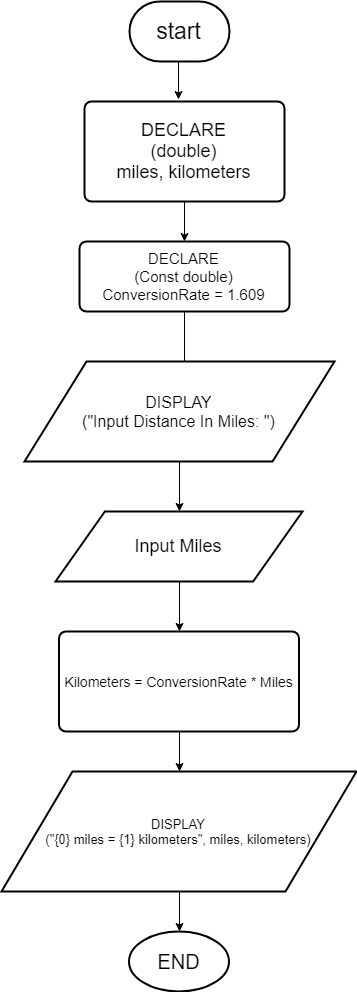 start
DECLARE
(double)
miles, kilometers
DECLARE
(Const double)
ConversionRate = 1.609
DISPLAY
("Input Distance In Miles: ")
Input Miles
Kilometers = ConversionRate * Miles
DISPLAY
("{0} miles = {1} kilometers", miles, kilometers)
END